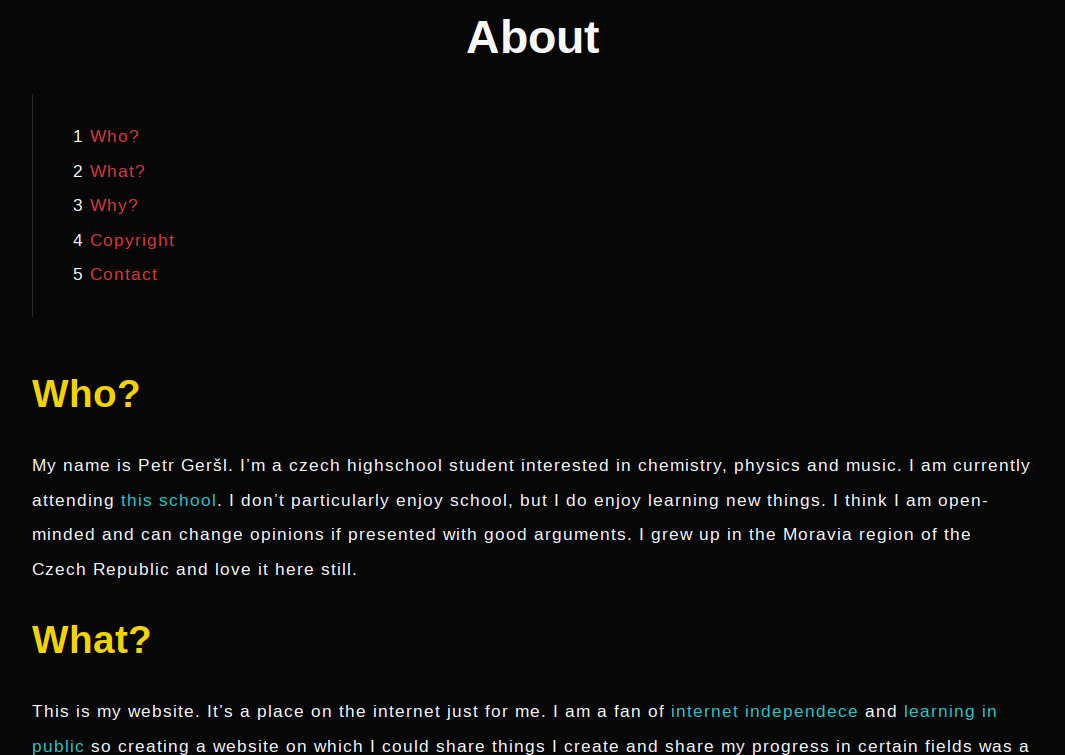 About
1 Who?
2 What?
3 Why?
4 Copyright
5 Contact
Who?
My name is Petr Geršl. I’m a czech highschool student interested in chemistry, physics and music. I am currently
attending this school. I don’t particularly enjoy school, but I do enjoy learning new things. I think I am open-
minded and can change opinions if presented with good arguments. I grew up in the Moravia region of the
Czech Republic and love it here still.
What?
This is my website. It’s a place on the internet just for me. I am a fan of internet independece and learning in
public so creating a website on which I could share things I create and share my progress in certain fields was a